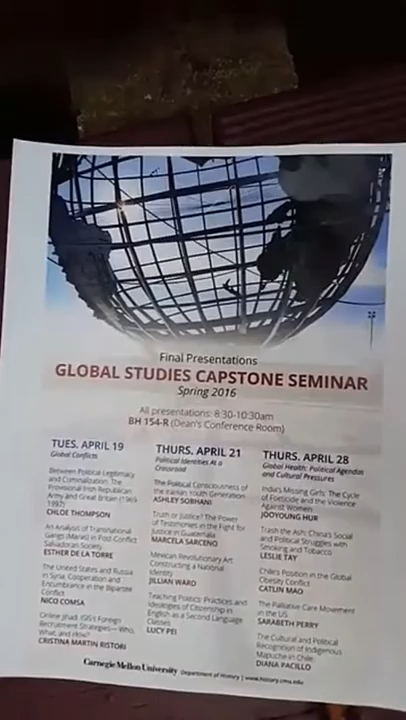 Final Presentations
GLOBAL STUDIES CAPSTONE SEMINAR
Spring 2016
All presentations: 8:30-10:30am
BH 154-R (Dean's Conference Room)
TUES. APRIL 19
Global Conflicts
Between Political Legitimacy
and Criminalization: The
Provisional Irish Republican
Army and Great Britain (1969
1997)
CHLOE THOMPSON
An Analysis of Transnational
Gangs (Maras) in Post Conflict
Salvadoran Society
ESTHER DE LA TORRE
The United States and Russia
in Syria: Cooperation and
Encumbrance in the Bipartite
Conflict
NICO COMSA
Online Jihad: ISIS's Foreign
Recruitment Strategies—Who,
What, and How?
CRISTINA MARTIN RISTORI
THURS. APRIL 21
Political Identities At a
Crossroad
The Political Consciousness of
the Iranian Youth Generation
ASHLEY SOBHANI
Truth or Justice? The Power
of Testimonies in the Fight for
Justice in Guatemala
MARCELA SARCENO
Mexican Revolutionary Art:
Constructing a National
Identity
JILLIAN WARD
Teaching Politics: Practices and
Ideologies of Citizenship in
English as a Second Language
Classes
LUCY PEI
THURS. APRIL 28
Global Health: Political Agendas
and Cultural Pressures
India's Missing Girls: The Cycle
of Foeticide and the Violence
Against Women
JOOYOUNG HUR
Trash the Ash: China's Social
and Political Struggles with
Smoking and Tobacco
LESLIE TAY
Chile's Position in the Global
Obesity Conflict
CATLIN MAO
The Palliative Care Movement
in the US
SARABETH PERRY
The Cultural and Political
Recognition of Indigenous
Mapuche in Chile
DIANA PACILLO
Carnegie Mellon University Department of History | www.history.cmu.edu